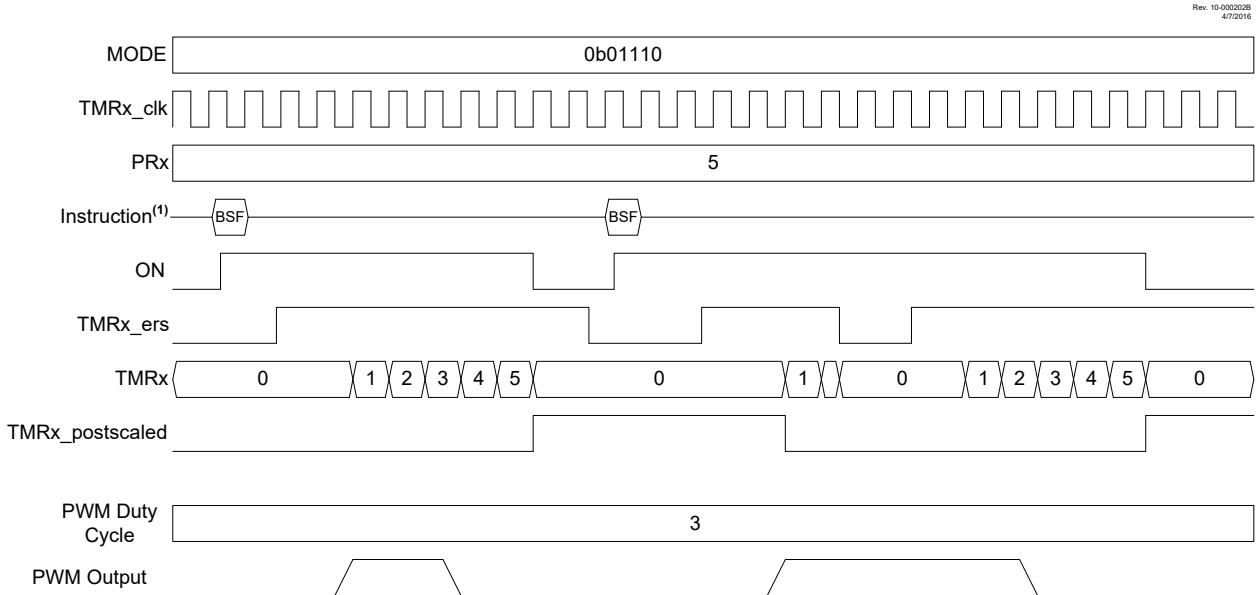 Rev. 10-000202B
4/7/2016
MODE 0b01110
TMRx_clk
PRx 5
Instruction(1) BSF BSF
ON
TMRx_ers
TMRx 0 1 2 3 4 5 0 1 0 1 2 3 4 5 0
TMRx_postscaled
PWM Duty
Cycle 3
PWM Output